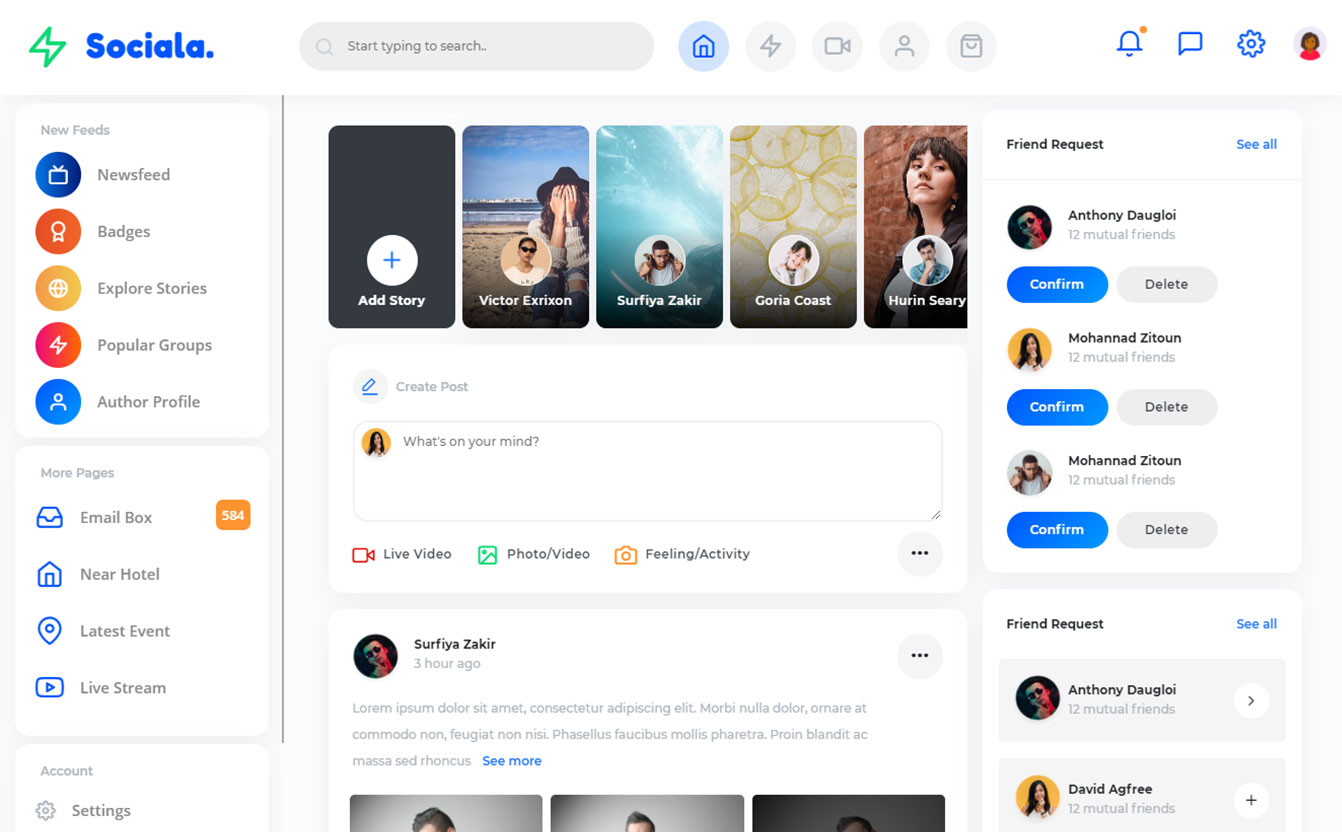 Sociala.
Start typing to search..
New Feeds
Newsfeed
Badges
Explore Stories
Popular Groups
Author Profile
More Pages
Email Box
584
Near Hotel
Latest Event
Live Stream
Account
Settings
Add Story
Victor Exrixon
Surfiya Zakir
Goria Coast
Hurin Seary
Create Post
What's on your mind?
Live Video
Photo/Video
Feeling/Activity
Surfiya Zakir
3 hour ago
Lorem ipsum dolor sit amet, consectetur adipiscing elit. Morbi nulla dolor, ornare at
commodo non, feugiat non nisi. Phasellus faucibus mollis pharetra. Proin blandit ac
massa sed rhoncus See more
Friend Request
See all
Anthony Daugloi
12 mutual friends
Confirm
Delete
Mohannad Zitoun
12 mutual friends
Confirm
Delete
Mohannad Zitoun
12 mutual friends
Confirm
Delete
Friend Request
See all
Anthony Daugloi
12 mutual friends
David Agfree
12 mutual friends